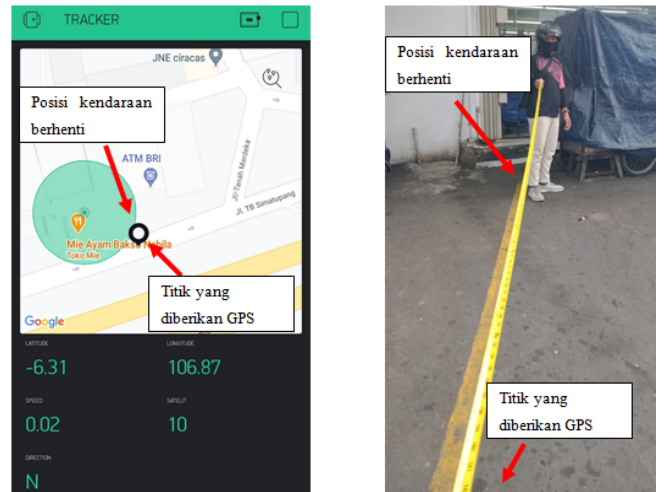 TRACKER
JNE ciracas
Posisi kendaraan
berhenti
ATM BRI
Jl. Tanah Merdeka
Jl. TB Simatupang
Mie Ayam Bakso Nabila
Toko Mie
Titik yang
diberikan GPS
Google
LATITUDE
LONGITUDE
-6.31
106.87
SPEED
SATELIT
0.02
10
DIRECTION
N
Posisi kendaraan
berhenti
Titik yang
diberikan GPS